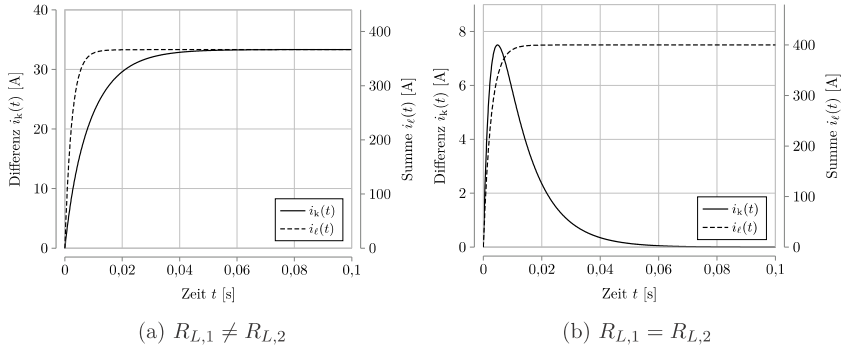 40
30
20
10
0
Differenz i_k(t) [A]
400
300
200
100
0
Summe i_ℓ(t) [A]
i_k(t)
i_ℓ(t)
0 0,02 0,04 0,06 0,08 0,1
Zeit t [s]
(a) R_{L,1} ≠ R_{L,2}
8
6
4
2
0
Differenz i_k(t) [A]
400
300
200
100
0
Summe i_ℓ(t) [A]
i_k(t)
i_ℓ(t)
0 0,02 0,04 0,06 0,08 0,1
Zeit t [s]
(b) R_{L,1} = R_{L,2}